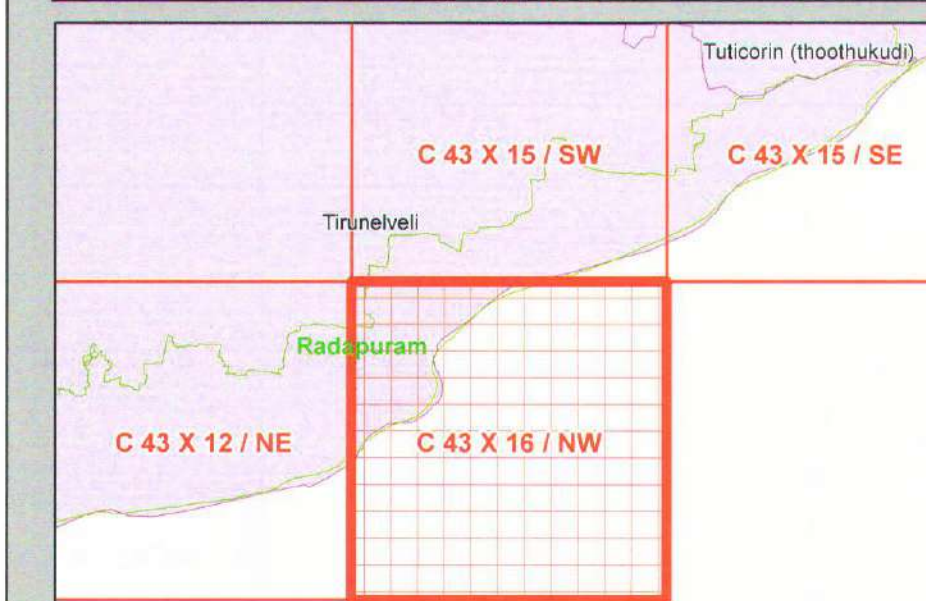 Tuticorin (thoothukudi)
C 43 X 15 / SW
C 43 X 15 / SE
Tirunelveli
Radapuram
C 43 X 12 / NE
C 43 X 16 / NW